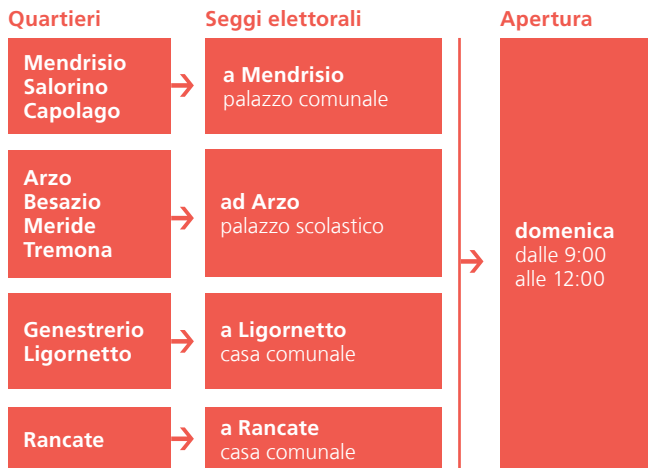 Quartieri
Seggi elettorali
Apertura
Mendrisio
Salorino
Capolago
a Mendrisio
palazzo comunale
Arzo
Besazio
Meride
Tremona
ad Arzo
palazzo scolastico
Genestrerio
Ligornetto
a Ligornetto
casa comunale
Rancate
a Rancate
casa comunale
domenica
dalle 9:00
alle 12:00